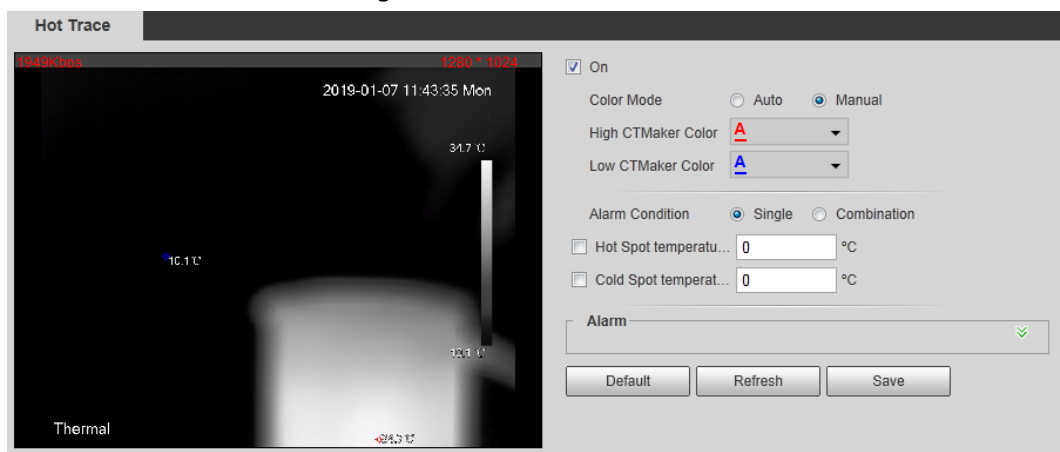 Hot Trace
1949Kbps
1280 * 1024
2019-01-07 11:43:35 Mon
34.7 ℃
10.1℃
Thermal
On
Color Mode Auto Manual
High CTMaker Color A
Low CTMaker Color A
Alarm Condition Single Combination
Hot Spot temperatu... 0 °C
Cold Spot temperat... 0 °C
Alarm
Default Refresh Save